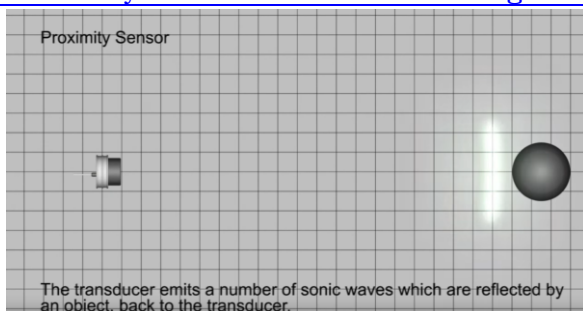 Proximity Sensor
The transducer emits a number of sonic waves which are reflected by
an object, back to the transducer.